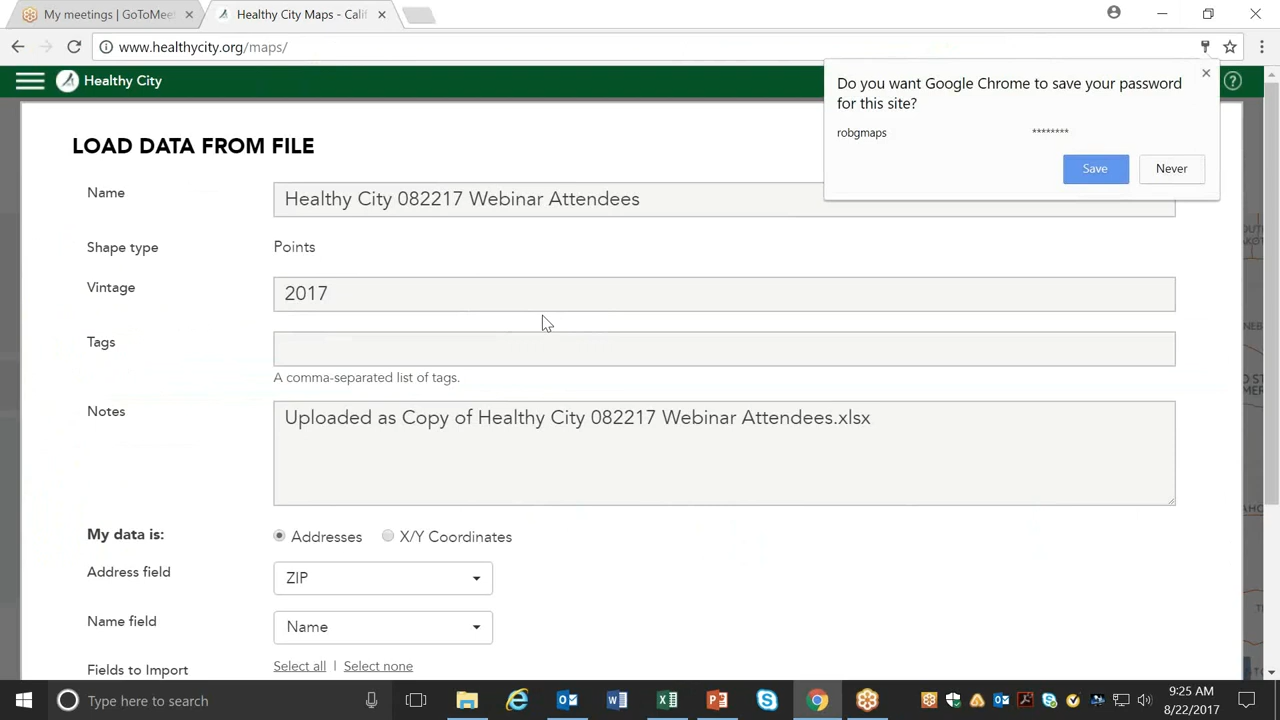 My meetings | GoToMee
Healthy City Maps - Calif
www.healthycity.org/maps/
Healthy City
Do you want Google Chrome to save your password
for this site?
robgmaps ********
Save Never
LOAD DATA FROM FILE
Name
Healthy City 082217 Webinar Attendees
Shape type
Points
Vintage
2017
Tags
A comma-separated list of tags.
Notes
Uploaded as Copy of Healthy City 082217 Webinar Attendees.xlsx
My data is:
Addresses X/Y Coordinates
Address field
ZIP
Name field
Name
Fields to Import
Select all | Select none
Type here to search
9:25 AM
8/22/2017